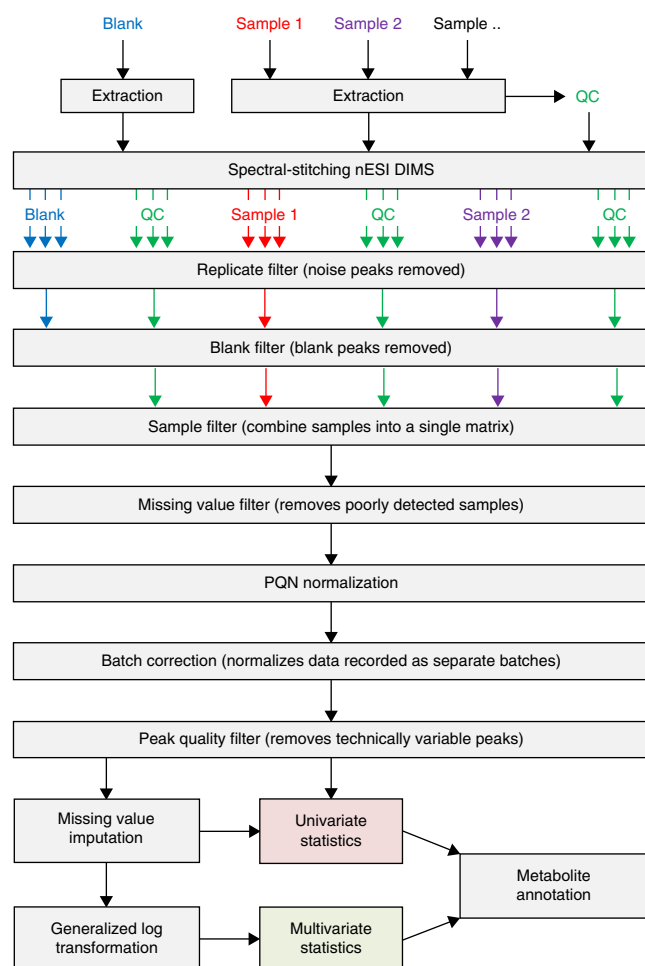 Blank
Sample 1
Sample 2
Sample ..
Extraction
Extraction
QC
Spectral-stitching nESI DIMS
Blank
QC
Sample 1
QC
Sample 2
QC
Replicate filter (noise peaks removed)
Blank filter (blank peaks removed)
Sample filter (combine samples into a single matrix)
Missing value filter (removes poorly detected samples)
PQN normalization
Batch correction (normalizes data recorded as separate batches)
Peak quality filter (removes technically variable peaks)
Missing value
imputation
Univariate
statistics
Metabolite
annotation
Generalized log
transformation
Multivariate
statistics